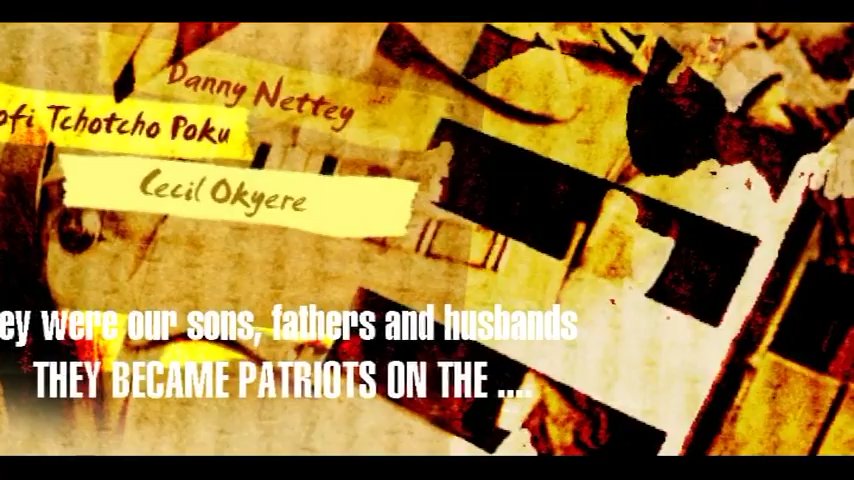 Danny Nettey
ofi Tchotcho Poku
Cecil Okyere
ey were our sons, fathers and husbands
THEY BECAME PATRIOTS ON THE ....